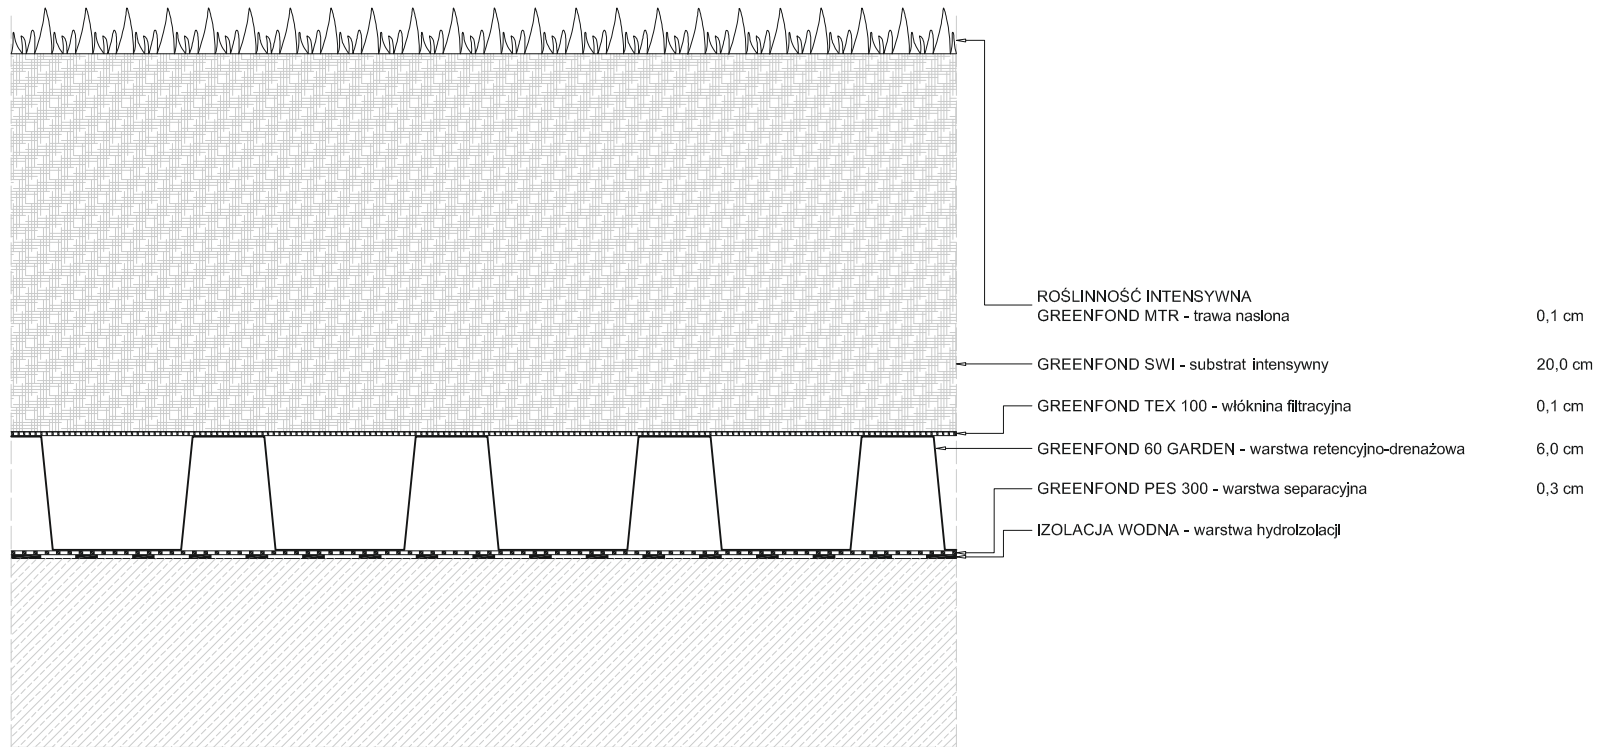 ROŚLINNOŚĆ INTENSYWNA
GREENFOND MTR - trawa nasiona 0,1 cm
GREENFOND SWI - substrat intensywny 20,0 cm
GREENFOND TEX 100 - włóknina filtracyjna 0,1 cm
GREENFOND 60 GARDEN - warstwa retencyjno-drenażowa 6,0 cm
GREENFOND PES 300 - warstwa separacyjna 0,3 cm
IZOLACJA WODNA - warstwa hydroizolacji